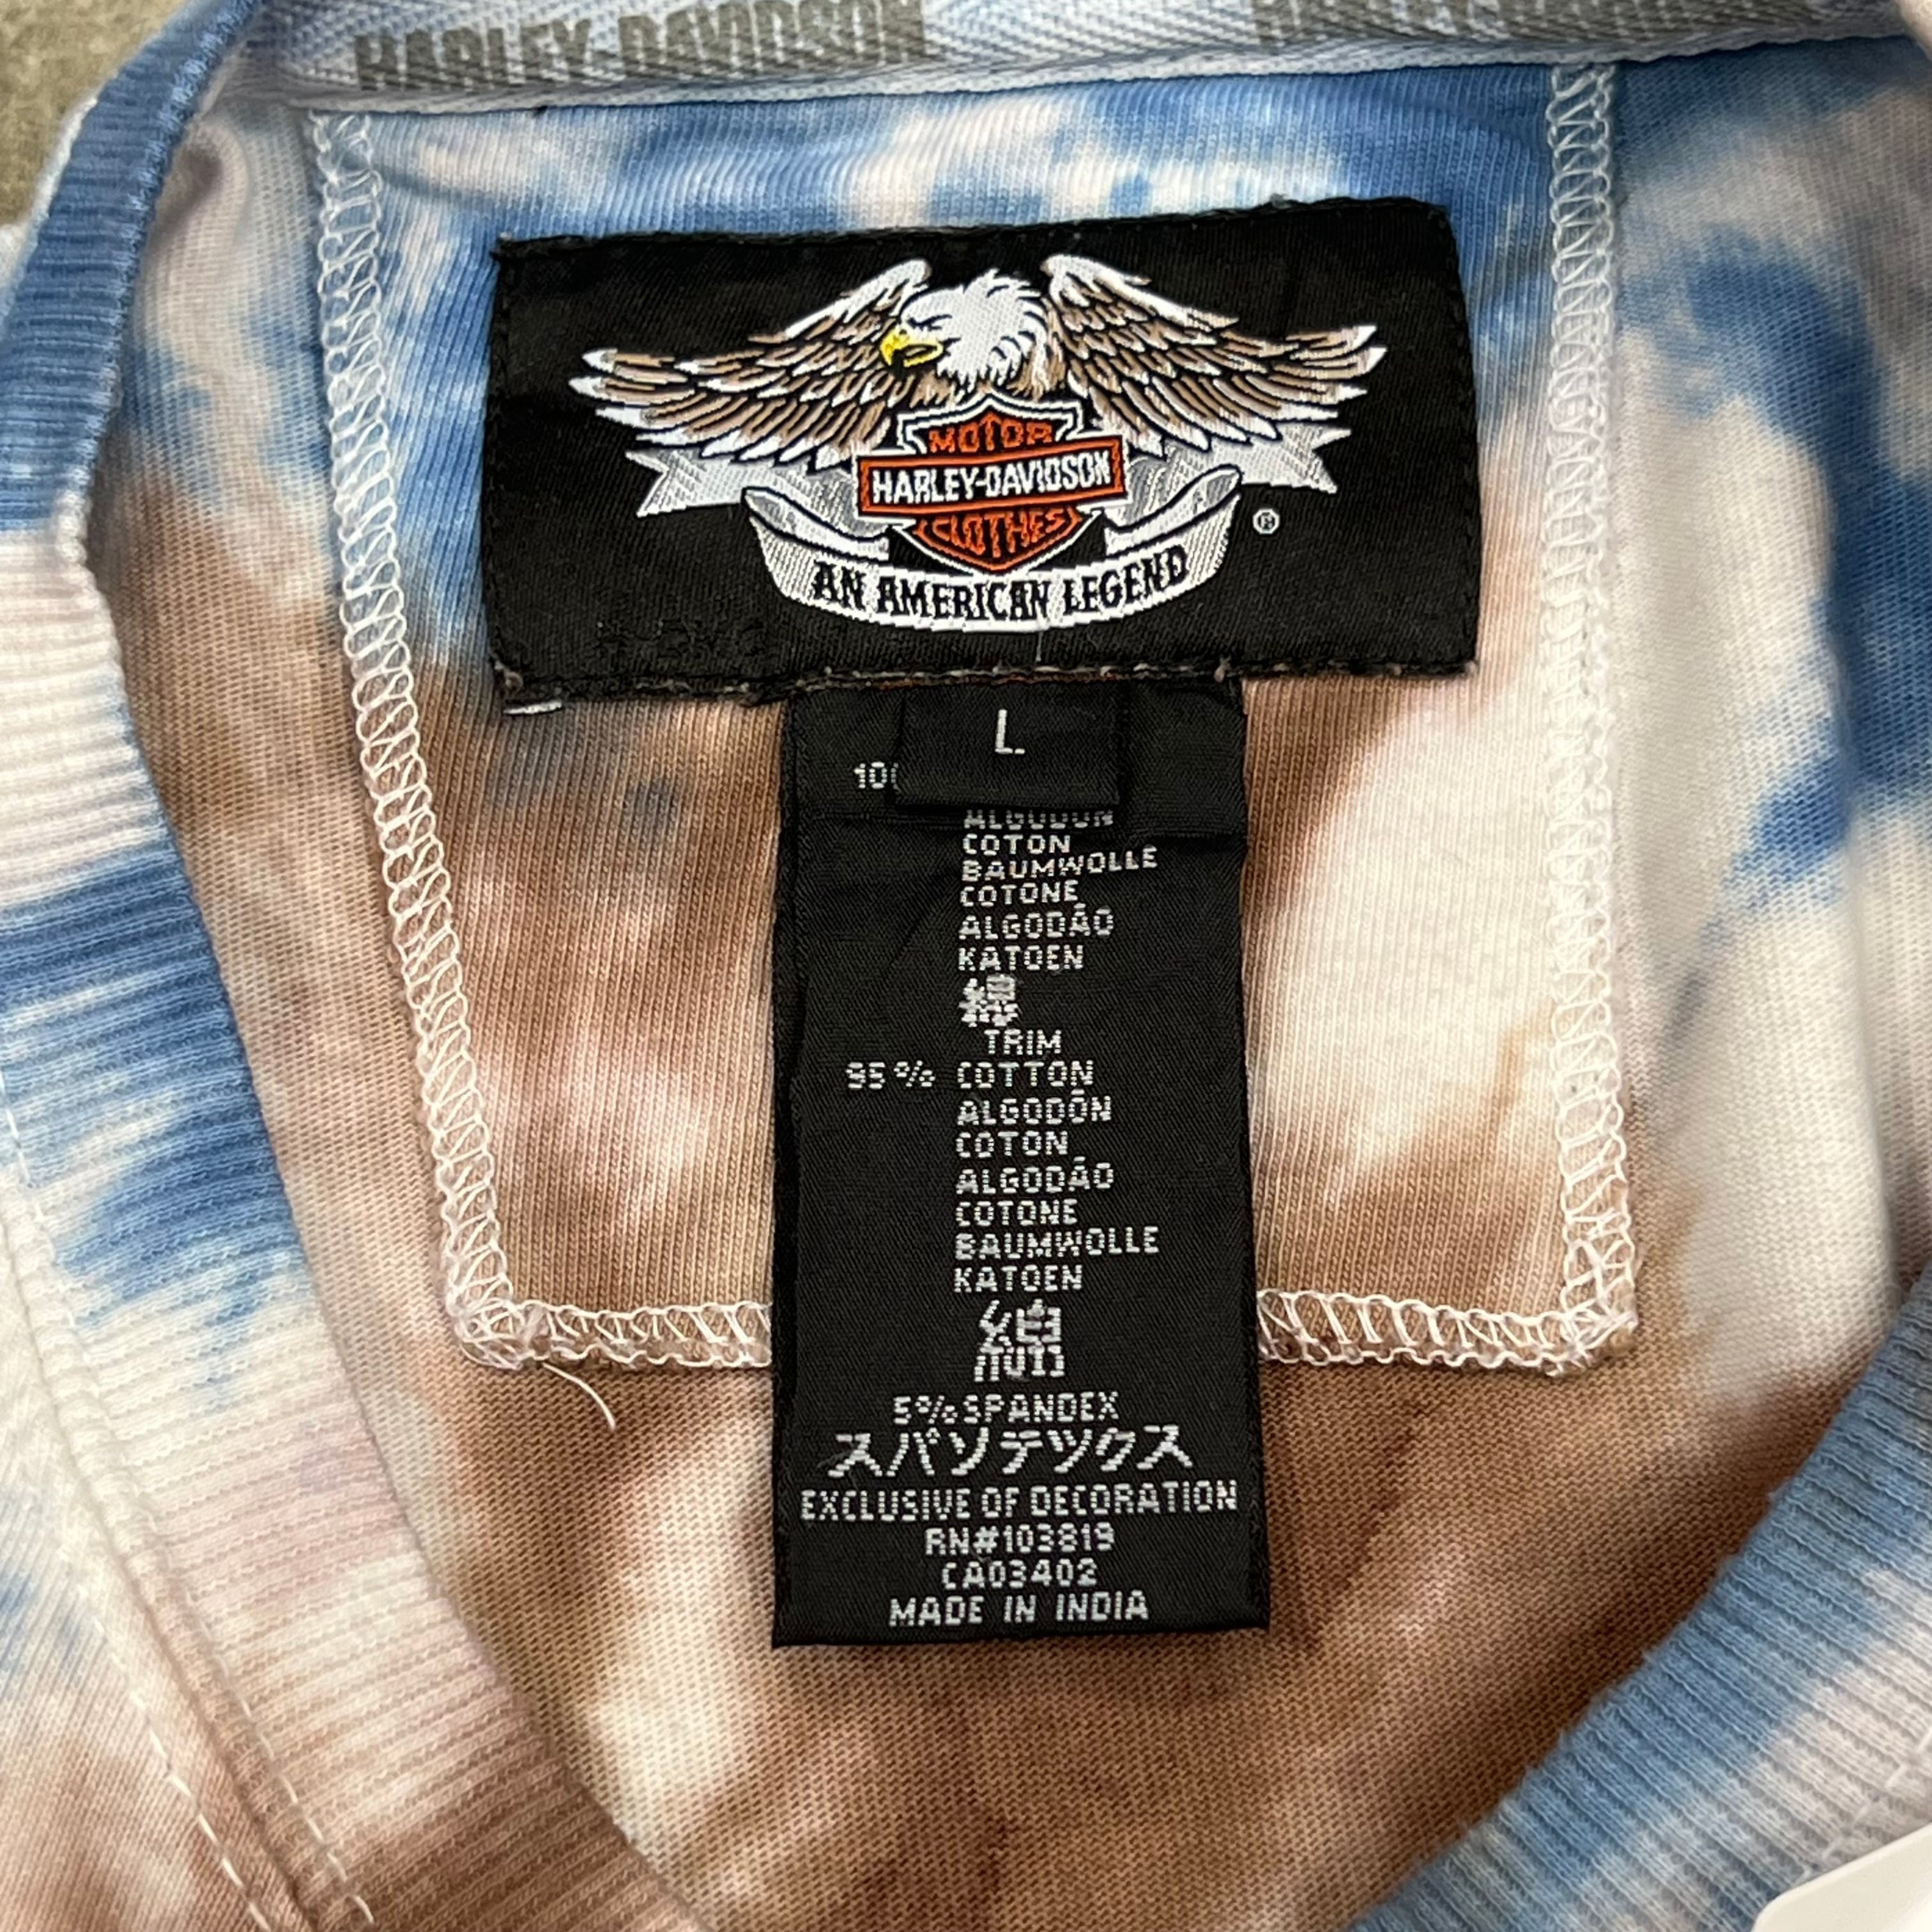 HARLEY-DAVIDSON
MOTOR
HARLEY-DAVIDSON
CLOTHES
®
AN AMERICAN LEGEND
L
ALGODON
COTON
BAUMWOLLE
COTONE
ALGODÃO
KATOEN
綿
TRIM
95% COTTON
ALGODÓN
COTON
ALGODÃO
COTONE
BAUMWOLLE
KATOEN
綿
5% SPANDEX
スパンデックス
EXCLUSIVE OF DECORATION
RN#103819
CA03402
MADE IN INDIA